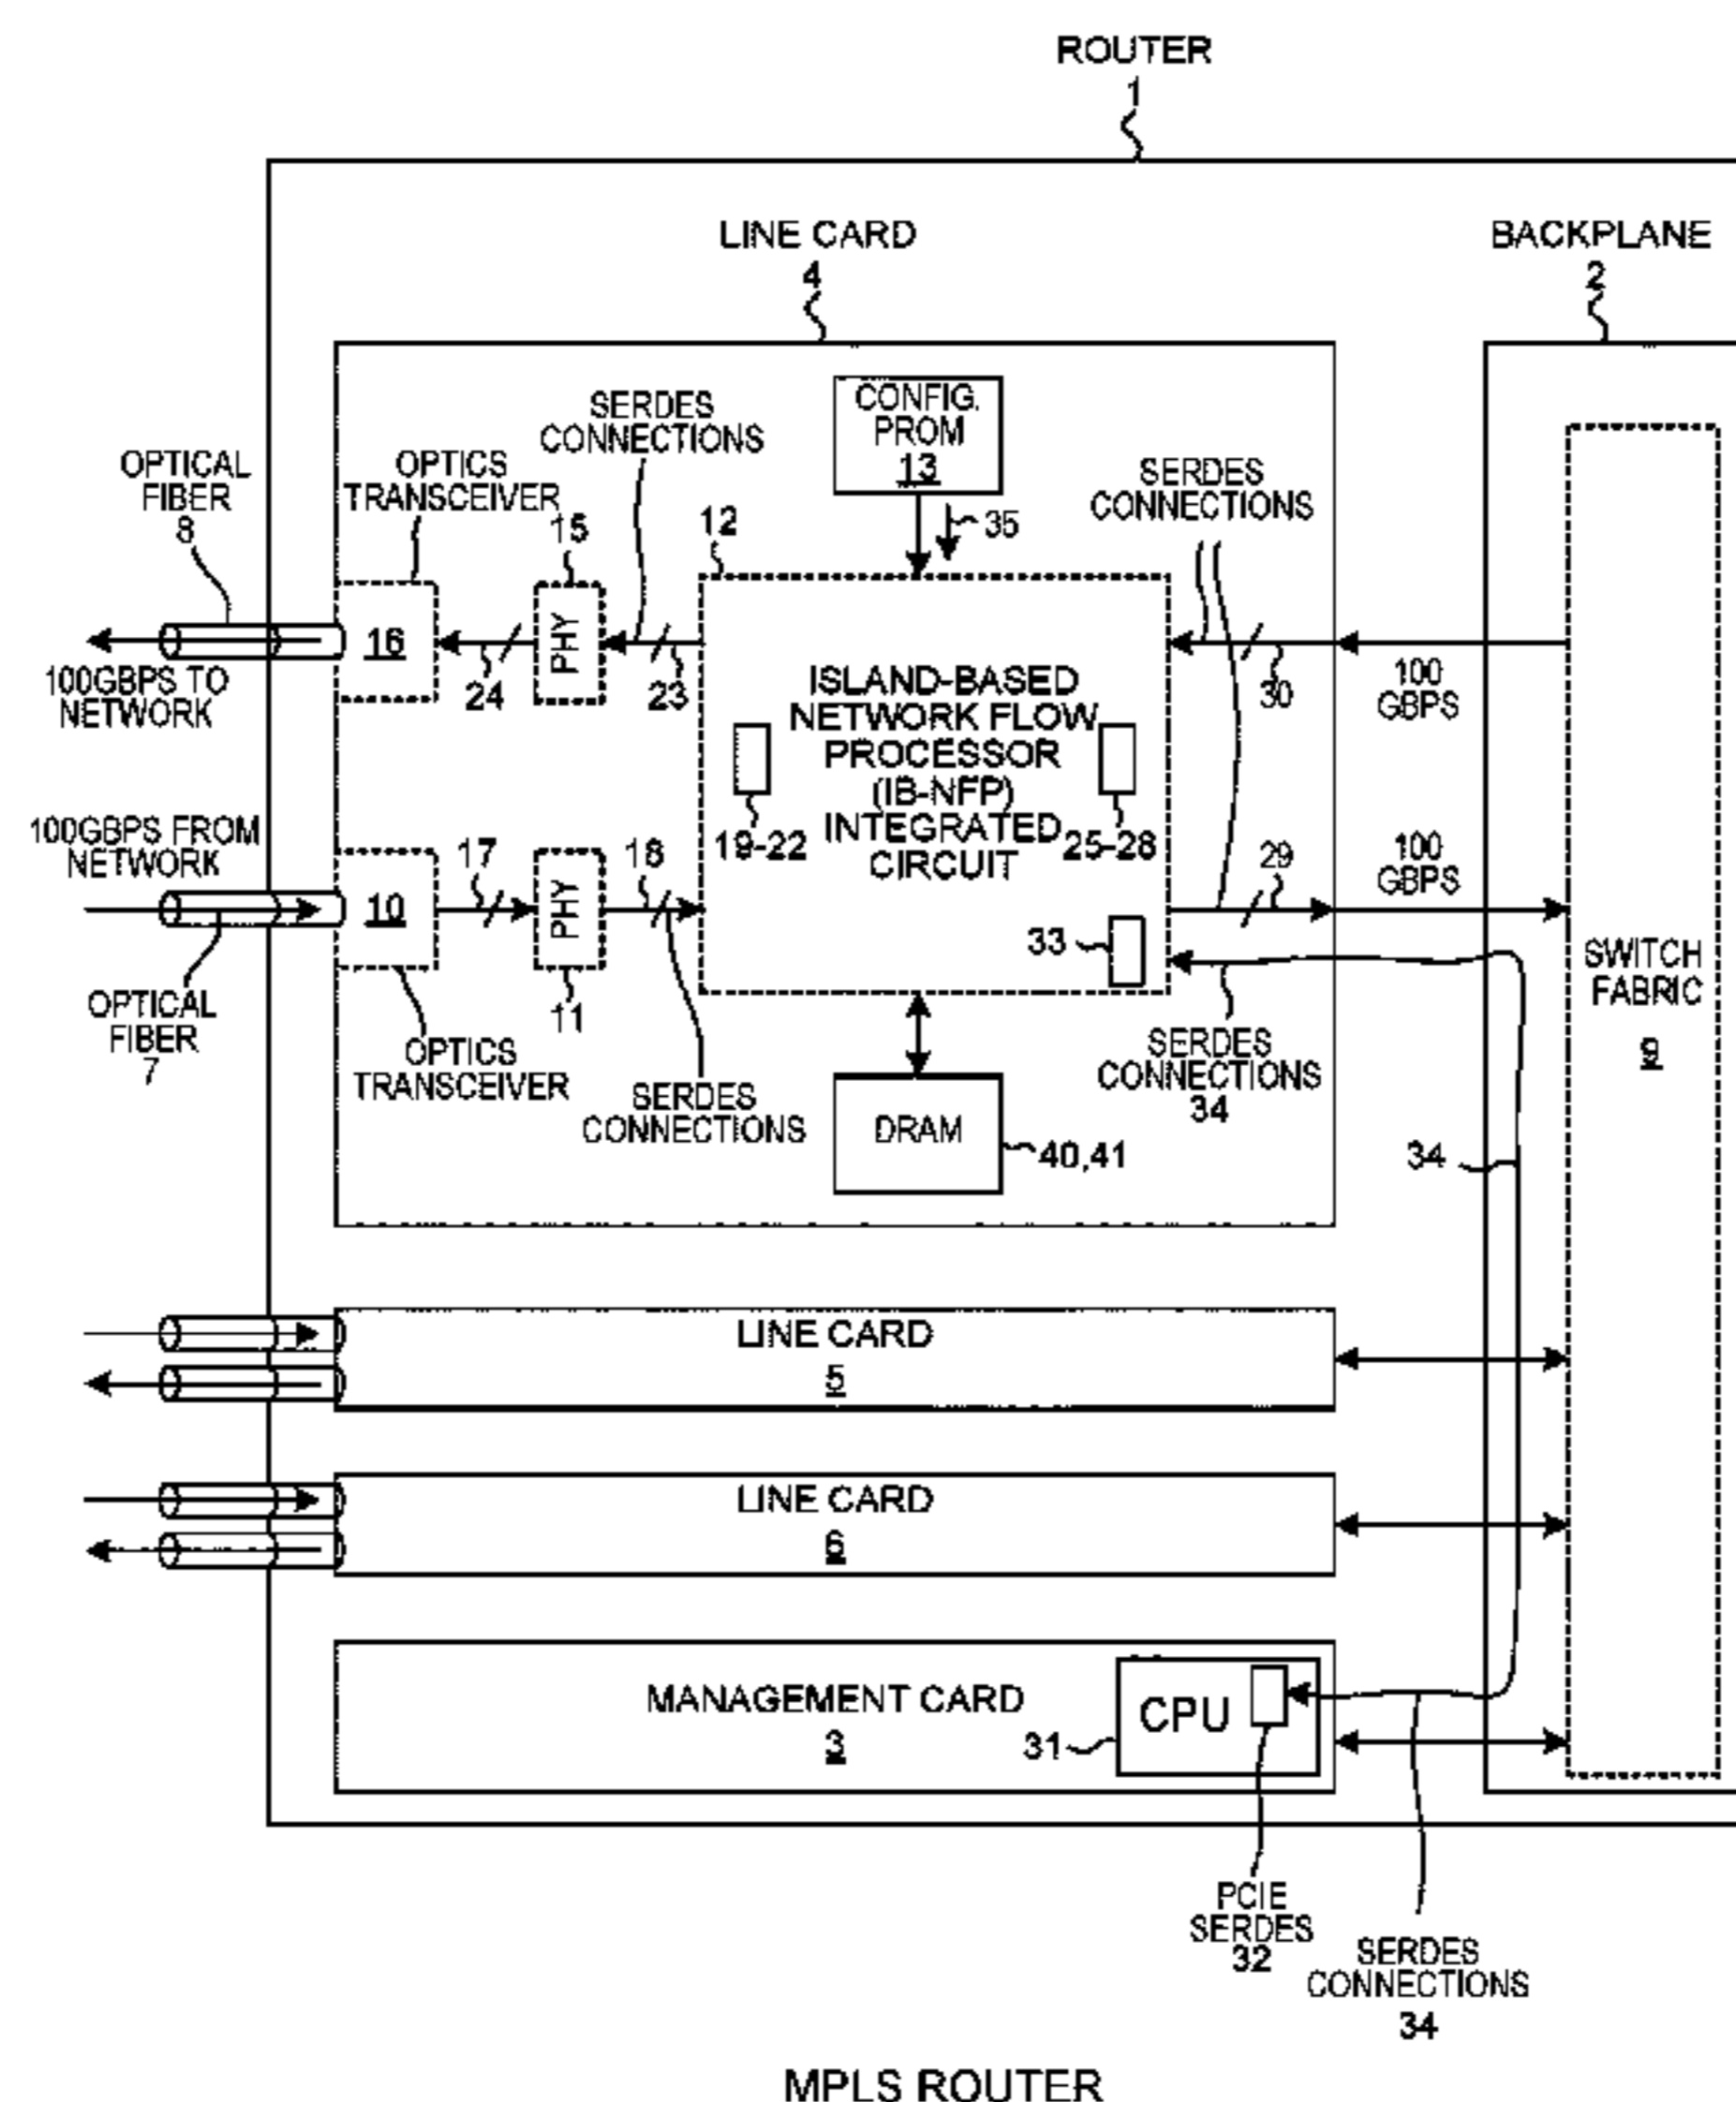 ROUTER
1
LINE CARD
4
BACKPLANE
2
CONFIG.
PROM
13
35
SERDES
CONNECTIONS
SERDES
CONNECTIONS
OPTICAL
FIBER
8
OPTICS
TRANSCEIVER
15
12
16
PHY
24
23
100GBPS TO
NETWORK
ISLAND-BASED
NETWORK FLOW
PROCESSOR
(IB-NFP)
INTEGRATED
CIRCUIT
19-22
25-28
30
100
GBPS
100GBPS FROM
NETWORK
17
18
10
PHY
11
29
100
GBPS
33
SWITCH
FABRIC
9
OPTICAL
FIBER
7
OPTICS
TRANSCEIVER
SERDES
CONNECTIONS
SERDES
CONNECTIONS
34
DRAM
40,41
34
LINE CARD
5
LINE CARD
6
MANAGEMENT CARD
3
31
CPU
PCIE
SERDES
32
SERDES
CONNECTIONS
34
MPLS ROUTER